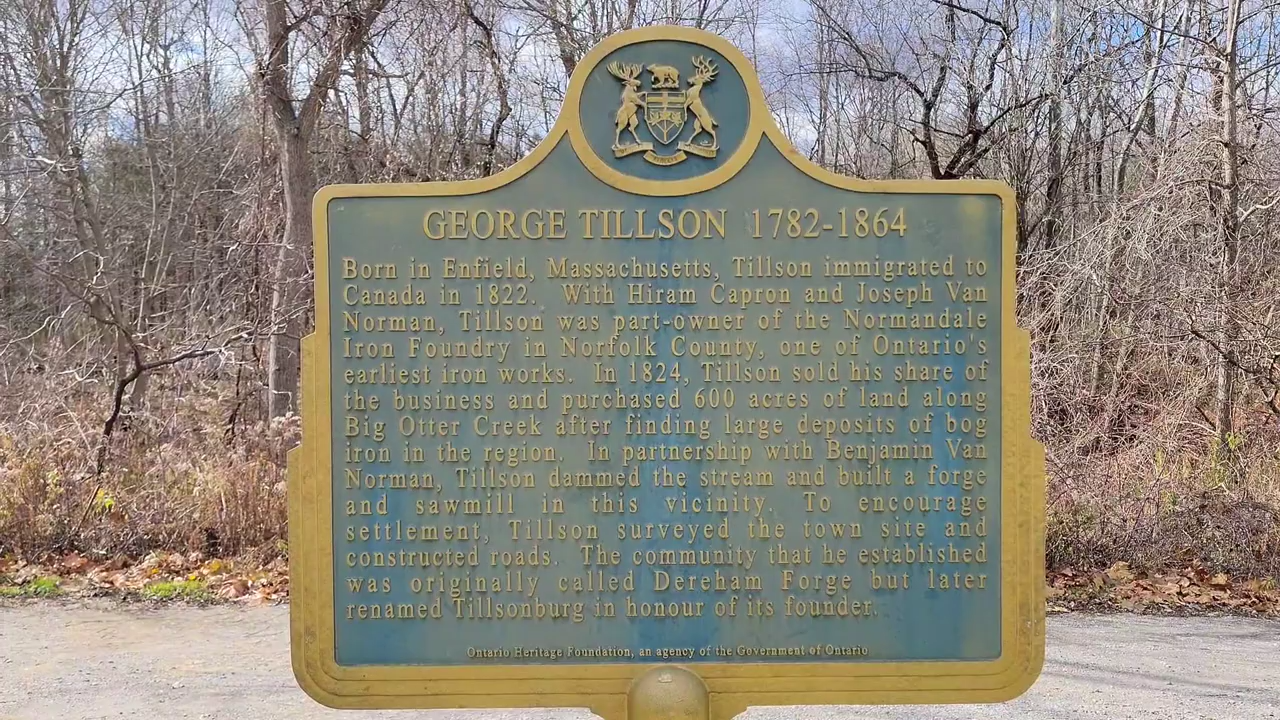 GEORGE TILLSON 1782-1864
Born in Enfield, Massachusetts, Tillson immigrated to
Canada in 1822. With Hiram Capron and Joseph Van
Norman, Tillson was part-owner of the Normandale
Iron Foundry in Norfolk County, one of Ontario's
earliest iron works. In 1824, Tillson sold his share of
the business and purchased 600 acres of land along
Big Otter Creek after finding large deposits of bog
iron in the region. In partnership with Benjamin Van
Norman, Tillson dammed the stream and built a forge
and sawmill in this vicinity. To encourage
settlement, Tillson surveyed the town site and
constructed roads. The community that he established
was originally called Dereham Forge but later
renamed Tillsonburg in honour of its founder.
Ontario Heritage Foundation, an agency of the Government of Ontario